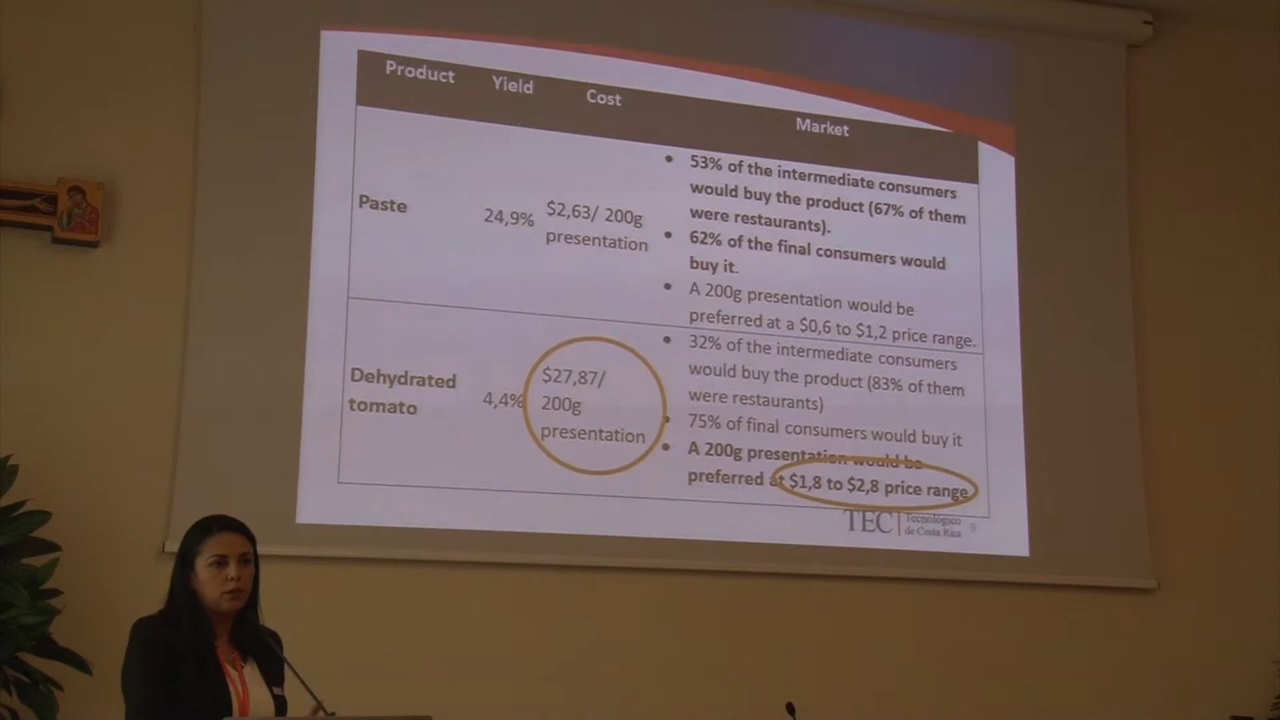 Product Yield Cost Market
Paste
24,9%
$2,63/ 200g
presentation
• 53% of the intermediate consumers
would buy the product (67% of them
were restaurants).
• 62% of the final consumers would
buy it.
• A 200g presentation would be
preferred at a $0,6 to $1,2 price range.
Dehydrated
tomato
4,4%
$27,87/
200g
presentation
• 32% of the intermediate consumers
would buy the product (83% of them
were restaurants)
• 75% of final consumers would buy it
• A 200g presentation would be
preferred at $1,8 to $2,8 price range
TEC | Tecnológico
de Costa Rica
9